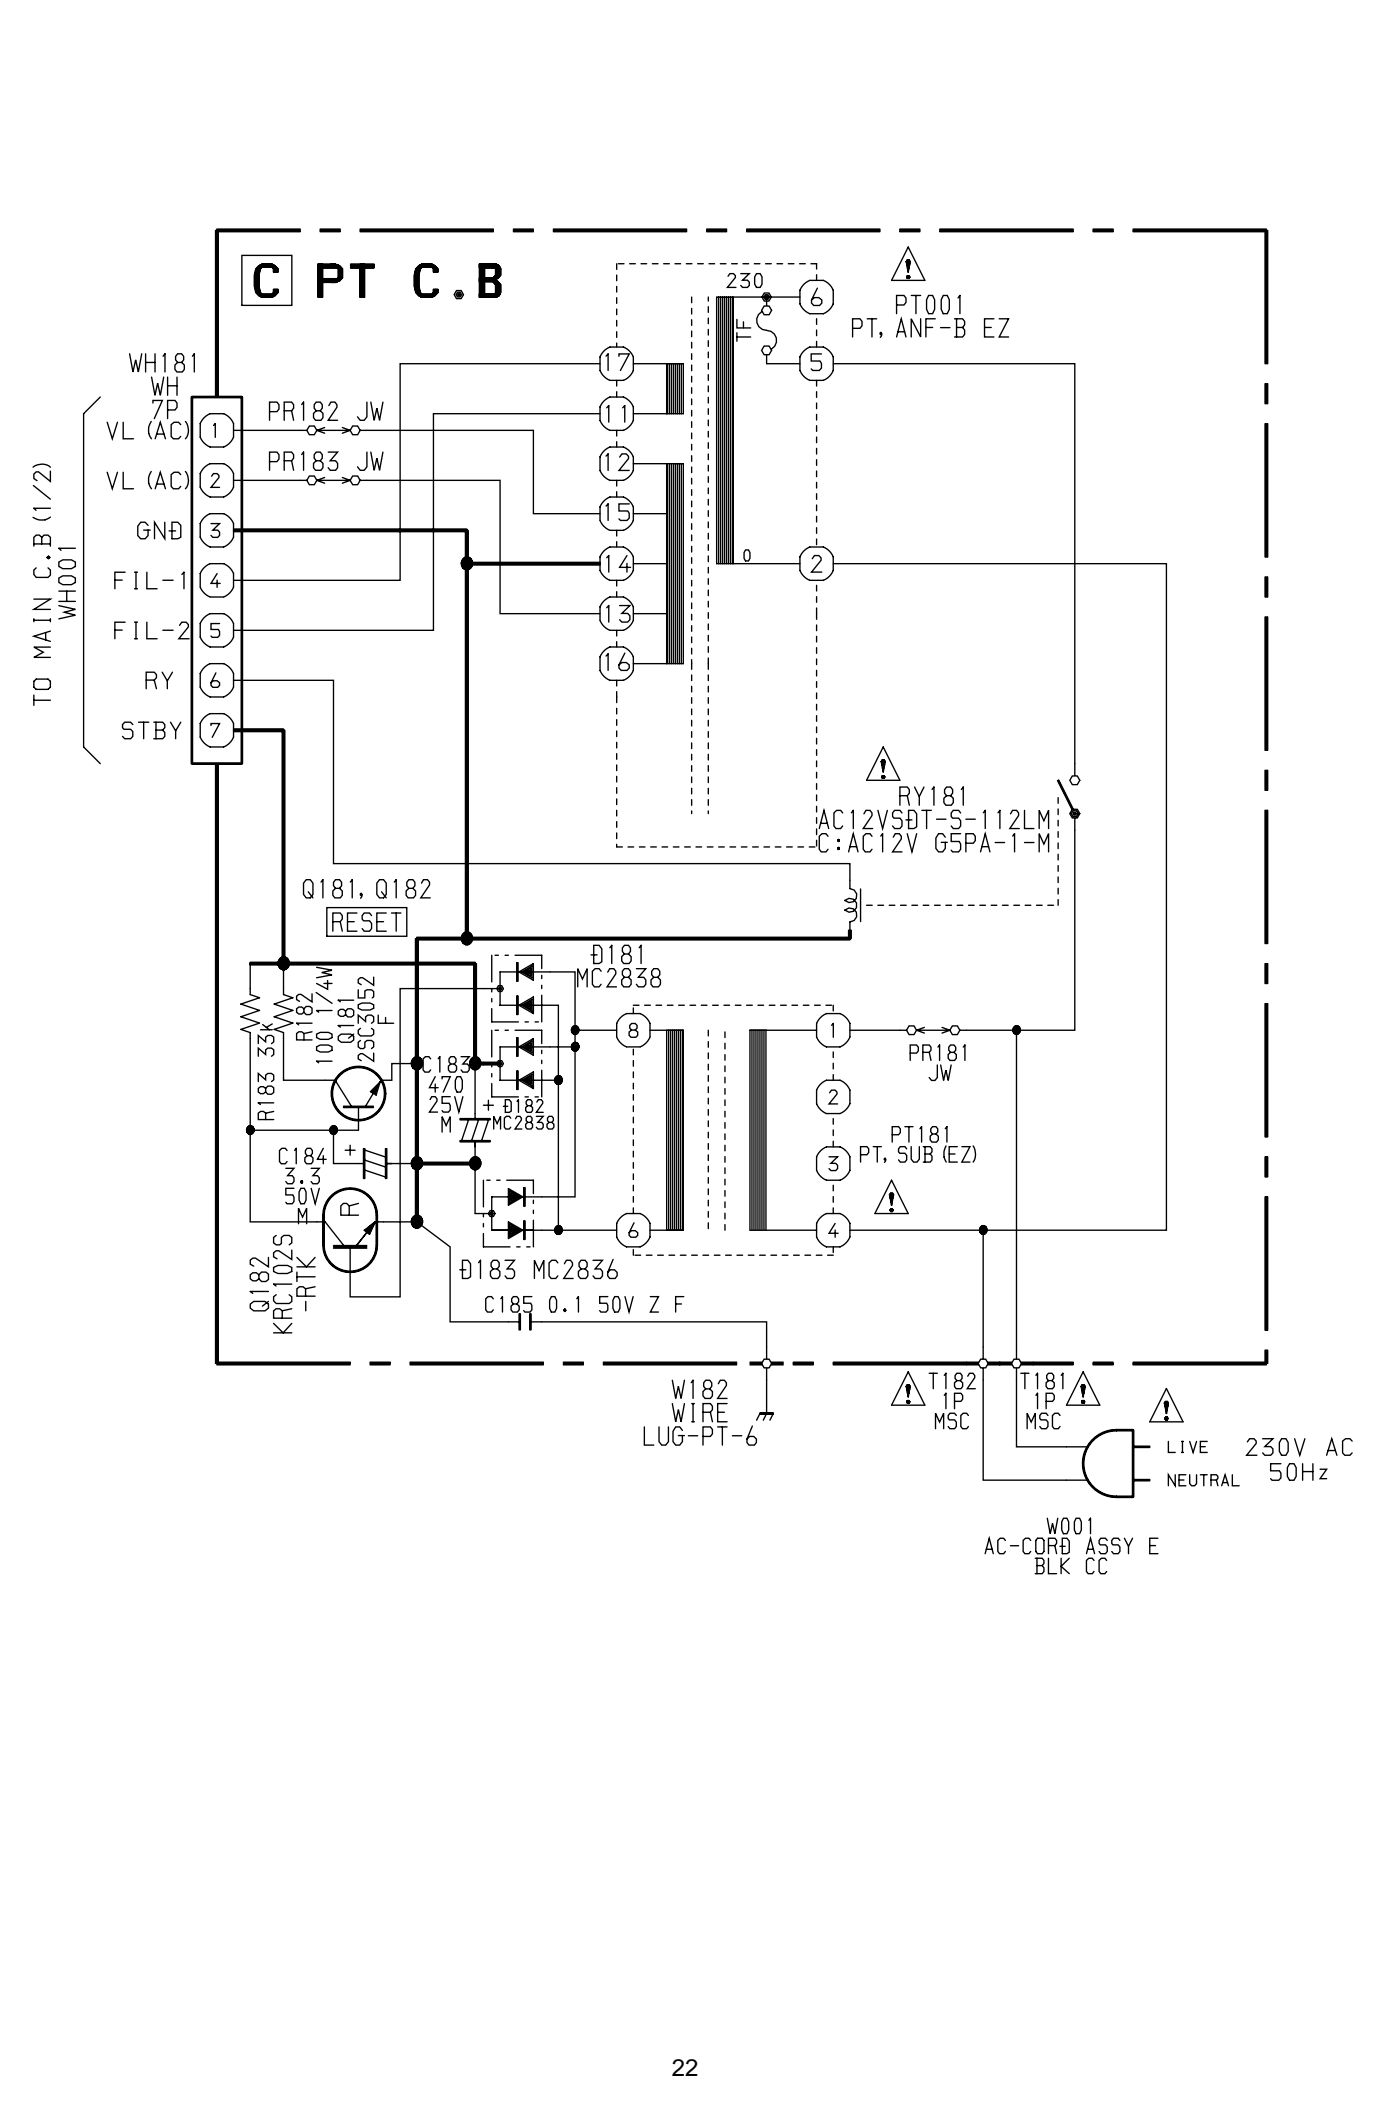 C PT C.B
230
6
PT001
PT, ANF-B EZ
TF
WH181
WH
7P
17
5
11
VL (AC) 1
PR182 JW
12
VL (AC) 2
PR183 JW
15
GND 3
14
0
2
FIL-1 4
13
FIL-2 5
16
RY 6
STBY 7
TO MAIN C.B (1/2)
WH001
RY181
AC12VSDT-S-112LM
C:AC12V G5PA-1-M
Q181, Q182
RESET
D181
MC2838
R183 33k
R182
100 1/4W
Q181
2SC3052
F
C183
470
25V
M
+
D182
MC2838
8
1
PR181
JW
2
PT181
PT, SUB (EZ)
3
C184
3.3
50V
M
+
R
6
4
Q182
KRC102S
-RTK
D183 MC2836
C185 0.1 50V Z F
W182
WIRE
LUG-PT-6
T182
1P
MSC
T181
1P
MSC
LIVE
NEUTRAL
230V AC
50Hz
W001
AC-CORD ASSY E
BLK CC
22